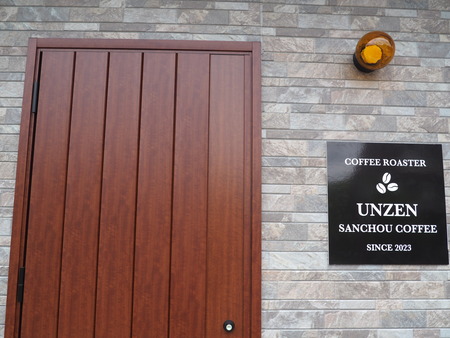 COFFEE ROASTER
UNZEN
SANCHOU COFFEE
SINCE 2023